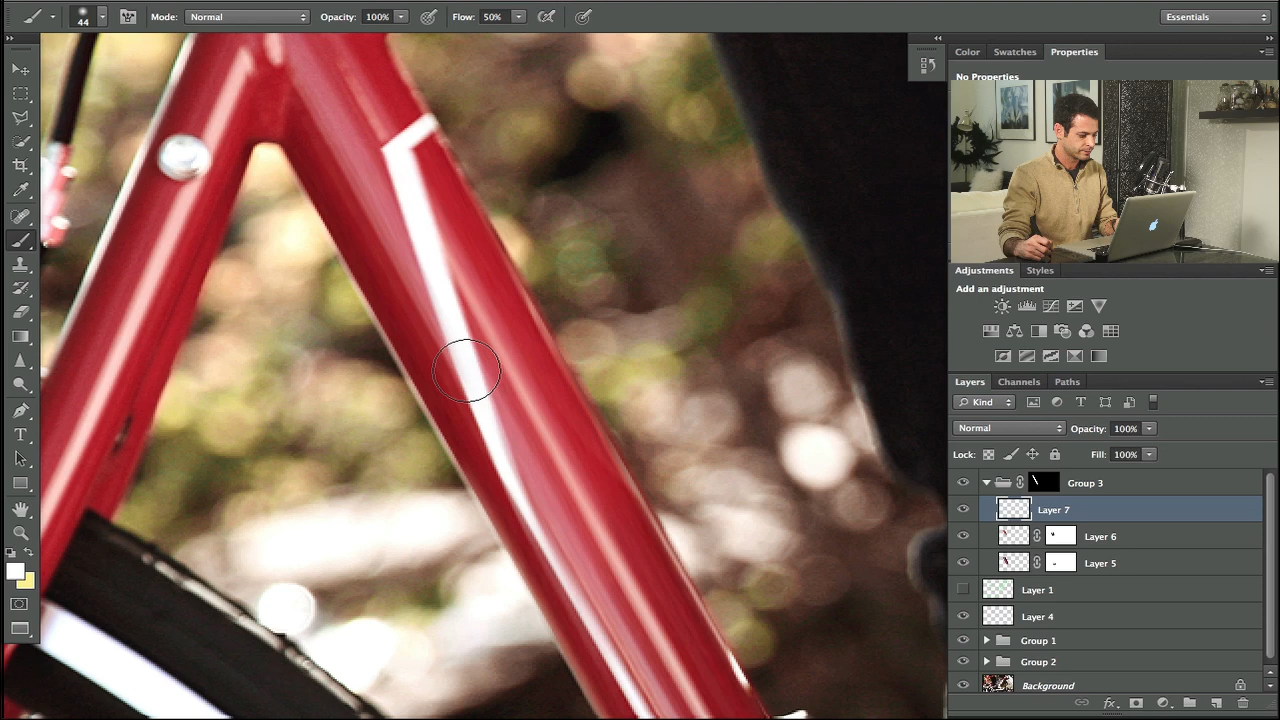 44 Mode: Normal Opacity: 100% Flow: 50% Essentials
Color Swatches Properties
No Properties
Adjustments Styles
Add an adjustment
Layers Channels Paths
Kind
Normal Opacity: 100%
Lock: Fill: 100%
Group 3
Layer 7
Layer 6
Layer 5
Layer 1
Layer 4
Group 1
Group 2
Background